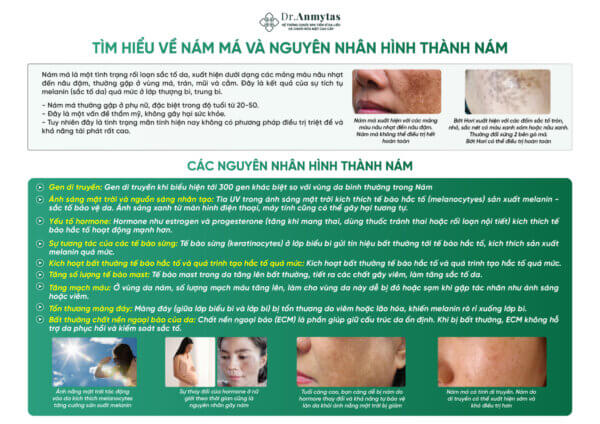 Dr.Anmytas
HỆ THỐNG CHUỖI SPA TIẾN SĨ DA LIỄU
VÀ CHĂM SÓC SẮC ĐẸP CAO CẤP
TÌM HIỂU VỀ NÁM MÁ VÀ NGUYÊN NHÂN HÌNH THÀNH NÁM
Nám má là một tình trạng rối loạn sắc tố da, xuất hiện dưới dạng các mảng màu nâu nhạt
đến nâu đậm, thường gặp ở vùng má, trán, mũi và cằm. Đây là kết quả của sự tích tụ
melanin (sắc tố da) quá mức ở lớp thượng bì, trung bì.
- Nám má thường gặp ở phụ nữ, đặc biệt trong độ tuổi từ 20-50.
- Đây là một vấn đề thẩm mỹ, không gây hại sức khỏe.
- Tuy nhiên đây là tình trạng mãn tính hiện nay không có phương pháp điều trị triệt để và
khả năng tái phát rất cao.
Nám má xuất hiện với các mảng
màu nâu nhạt đến nâu đậm.
Nám má không thể điều trị hết
hoàn toàn
Bớt Hori xuất hiện với các đốm sắc tố tròn,
nhỏ, sắc nét có màu xanh xám hoặc nâu xanh.
Thường đối xứng 2 bên gò má.
Bớt Hori có thể điều trị hoàn toàn
CÁC NGUYÊN NHÂN HÌNH THÀNH NÁM
Gen di truyền: Gen di truyền khi biểu hiện tới 300 gen khác biệt so với vùng da bình thường trong Nám
Ánh sáng mặt trời và nguồn sáng nhân tạo: Tia UV trong ánh sáng mặt trời kích thích tế bào hắc tố (melanocytyes) sản xuất melanin -
sắc tố bảo vệ da. Ánh sáng xanh từ màn hình điện thoại, máy tính cũng có thể gây hại tương tự.
Yếu tố hormone: Hormone như estrogen và progesterone (tăng khi mang thai, dùng thuốc tránh thai hoặc rối loạn nội tiết) kích thích tế
bào hắc tố hoạt động mạnh hơn.
Sự tương tác của các tế bào sừng: Tế bào sừng (keratinocytes) ở lớp biểu bì gửi tín hiệu bất thường tới tế bào hắc tố, kích thích sản xuất
melanin quá mức.
Kích hoạt bất thường tế bào hắc tố và quá trình tạo hắc tố quá mức: Kích hoạt bất thường tế bào hắc tố và quá trình tạo hắc tố quá mức.
Tăng số lượng tế bào mast: Tế bào mast trong da tăng lên bất thường, tiết ra các chất gây viêm, làm tăng sắc tố da.
Tăng mạch máu: Ở vùng da nám, số lượng mạch máu tăng lên, làm cho vùng da này dễ bị đỏ hoặc sạm khi gặp tác nhân như ánh sáng
hoặc viêm.
Tổn thương màng đáy: Màng đáy (giữa lớp biểu bì và lớp bì) bị tổn thương do viêm hoặc lão hóa, khiến melanin rò rỉ xuống lớp bì.
Bất thường chất nền ngoại bào của da: Chất nền ngoại bào (ECM) là phần giúp giữ cấu trúc da ổn định. Khi bị bất thường, ECM không hỗ
trợ da phục hồi và kiểm soát sắc tố.
Ánh nắng mặt trời tác động
vào da kích thích melanocytes
tăng cường sản xuất melanin
Sự thay đổi của hormone ở nữ
giới theo thời gian cũng là
nguyên nhân gây nám
Tuổi càng cao, bạn càng dễ bị nám do
hormone thay đổi và khả năng tự bảo vệ
làn da khỏi ánh nắng mặt trời bị giảm
Nám má có tính di truyền. Nám do
di truyền có thể xuất hiện sớm và
khó điều trị hơn